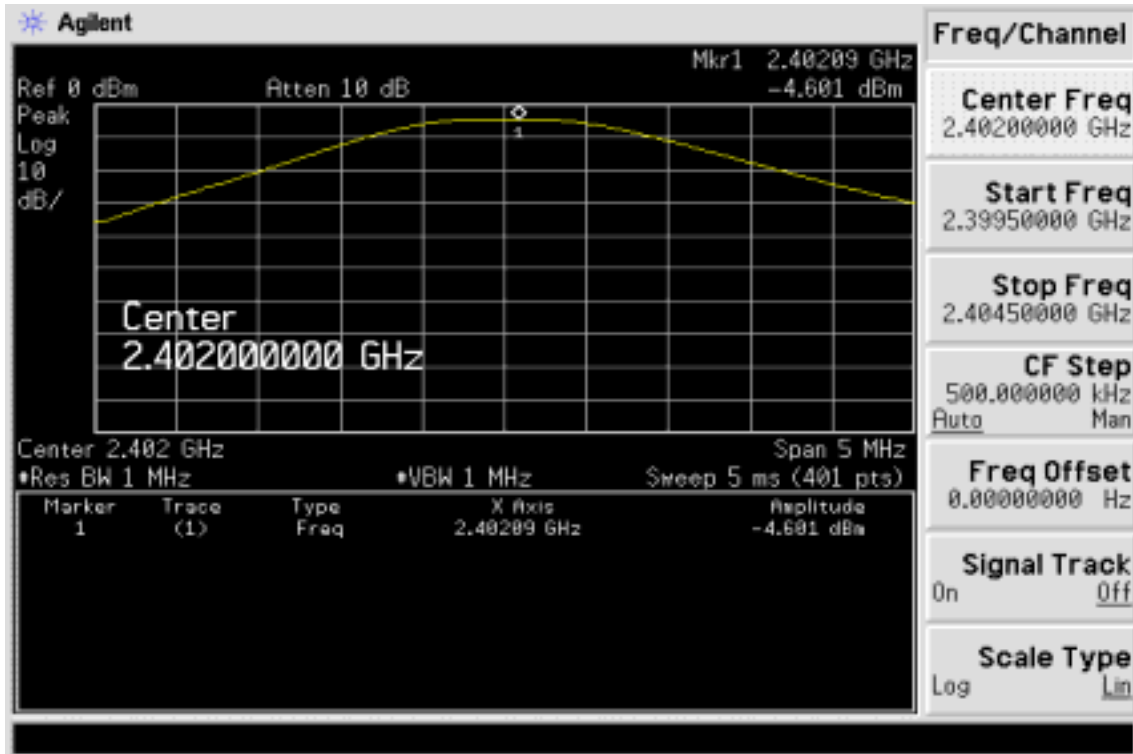 Agilent
Freq/Channel
Mkr1 2.40209 GHz
Ref 0 dBm Atten 10 dB -4.601 dBm
Peak
Log
10
dB/
1
Center
2.402000000 GHz
Center 2.402 GHz Span 5 MHz
•Res BW 1 MHz •VBW 1 MHz Sweep 5 ms (401 pts)
Marker Trace Type X Axis Amplitude
1 (1) Freq 2.40209 GHz -4.601 dBm
Center Freq
2.40200000 GHz
Start Freq
2.39950000 GHz
Stop Freq
2.40450000 GHz
CF Step
500.000000 kHz
Auto Man
Freq Offset
0.00000000 Hz
Signal Track
On Off
Scale Type
Log Lin